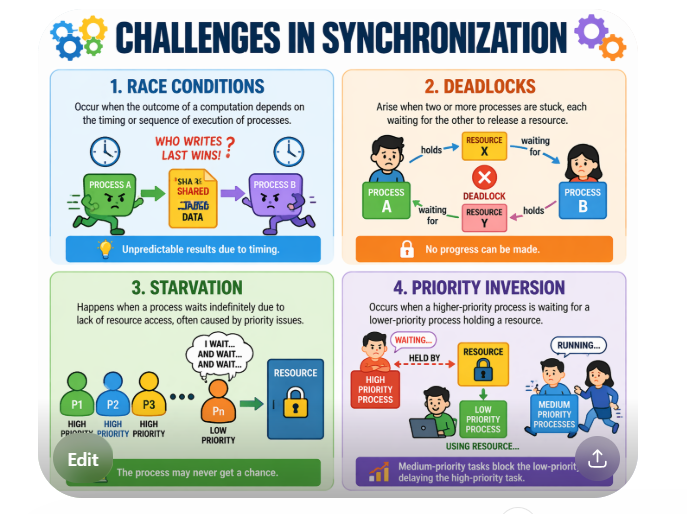 CHALLENGES IN SYNCHRONIZATION
1. RACE CONDITIONS
Occur when the outcome of a computation depends on
the timing or sequence of execution of processes.
WHO WRITES
LAST WINS!?
PROCESS A
SHARED
DATA
PROCESS B
Unpredictable results due to timing.
2. DEADLOCKS
Arise when two or more processes are stuck, each
waiting for the other to release a resource.
holds
RESOURCE
X
waiting
for
PROCESS
A
DEADLOCK
PROCESS
B
waiting
for
RESOURCE
Y
holds
No progress can be made.
3. STARVATION
Happens when a process waits indefinitely due to
lack of resource access, often caused by priority issues.
I WAIT...
AND WAIT...
AND WAIT...
RESOURCE
P1
P2
P3
Pn
HIGH
PRIORITY
HIGH
PRIORITY
HIGH
PRIORITY
LOW
PRIORITY
The process may never get a chance.
4. PRIORITY INVERSION
Occurs when a higher-priority process is waiting for a
lower-priority process holding a resource.
WAITING...
HELD BY
RESOURCE
RUNNING...
HIGH
PRIORITY
PROCESS
LOW
PRIORITY
PROCESS
MEDIUM
PRIORITY
PROCESSES
USING RESOURCE...
Medium-priority tasks block the low-priorit
delaying the high-priority task.
Edit